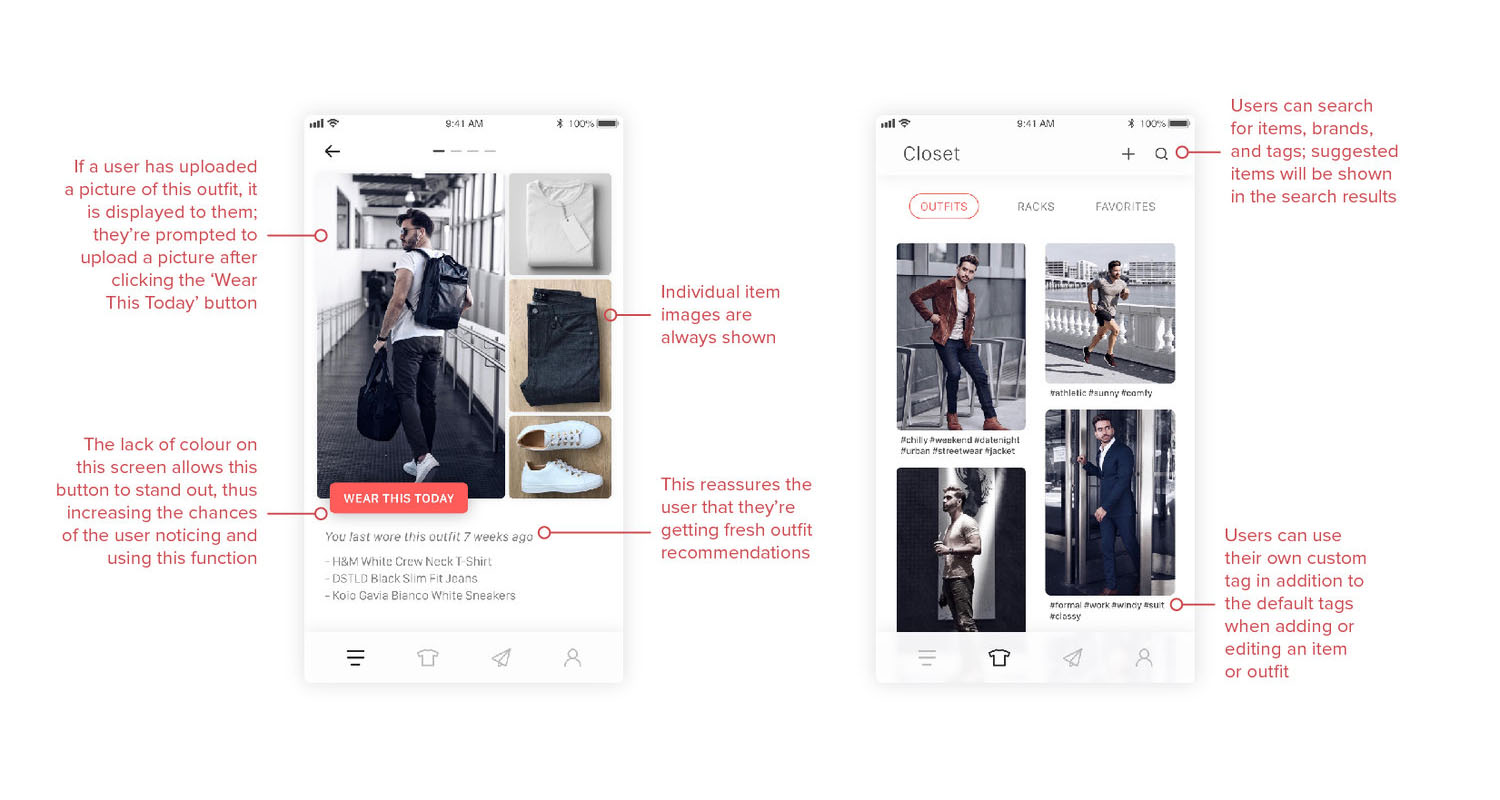 If a user has uploaded
a picture of this outfit, it
is displayed to them;
they're prompted to
upload a picture after
clicking the 'Wear
This Today' button
The lack of colour on
this screen allows this
button to stand out, thus
increasing the chances
of the user noticing and
using this function
9:41 AM
100%
WEAR THIS TODAY
You last wore this outfit 7 weeks ago
- H&M White Crew Neck T-Shirt
- DSTLD Black Slim Fit Jeans
- Koio Gavia Bianco White Sneakers
Individual item
images are
always shown
This reassures the
user that they're
getting fresh outfit
recommendations
9:41 AM
100%
Closet
OUTFITS
RACKS
FAVORITES
#chilly #weekend #datenight
#urban #streetwear #jacket
#athletic #sunny #comfy
#formal #work #windy #suit
#classy
Users can search
for items, brands,
and tags; suggested
items will be shown
in the search results
Users can use
their own custom
tag in addition to
the default tags
when adding or
editing an item
or outfit